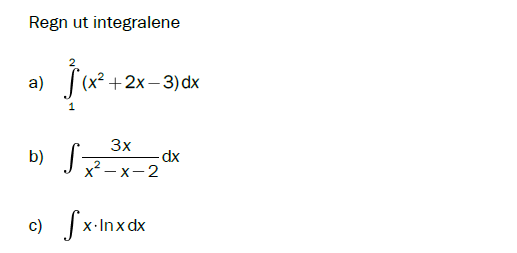 Regn ut integralene
a) ∫₁² (x² + 2x – 3) dx
b) ∫ 3x / (x² – x – 2) dx
c) ∫ x · ln x dx